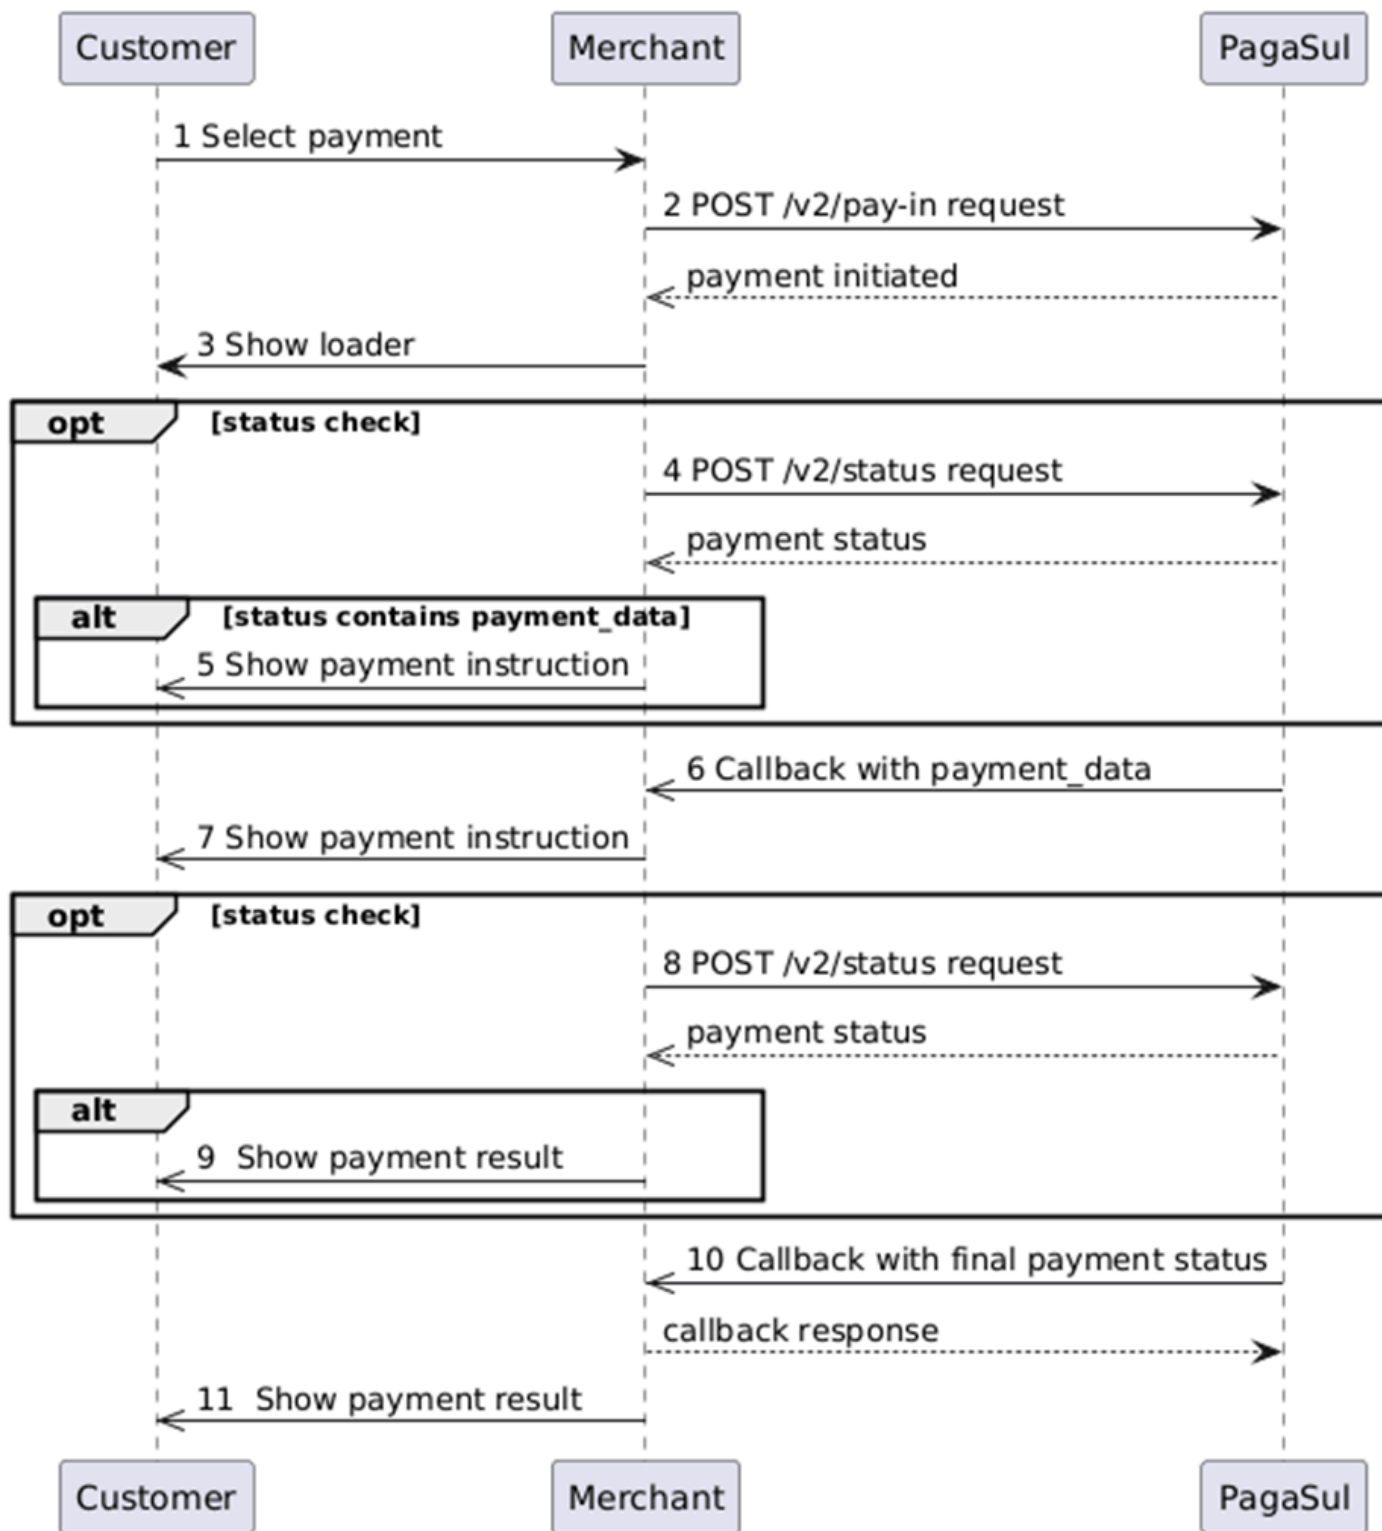 Customer Merchant PagaSul
1 Select payment
2 POST /v2/pay-in request
payment initiated
3 Show loader
opt [status check]
4 POST /v2/status request
payment status
alt [status contains payment_data]
5 Show payment instruction
6 Callback with payment_data
7 Show payment instruction
opt [status check]
8 POST /v2/status request
payment status
alt
9 Show payment result
10 Callback with final payment status
callback response
11 Show payment result
Customer Merchant PagaSul